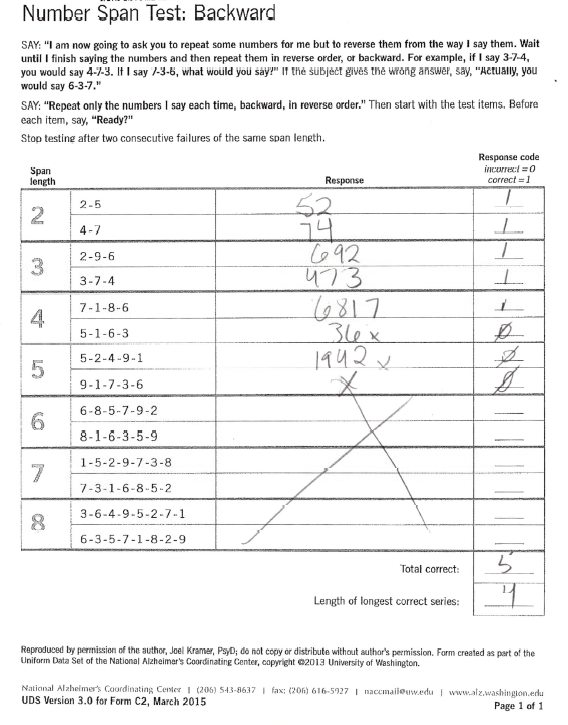 Number Span Test: Backward
SAY: "I am now going to ask you to repeat some numbers for me but to reverse them from the way I say them. Wait
until I finish saying the numbers and then repeat them in reverse order, or backward. For example, if I say 3-7-4,
you would say 4-7-3. If I say 7-3-6, what would you say?" If the subject gives the wrong answer, say, "Actually, you
would say 6-3-7."
SAY: "Repeat only the numbers I say each time, backward, in reverse order." Then start with the test items. Before
each item, say, "Ready?"
Stop testing after two consecutive failures of the same span length.
Span length Response Response code incorrect = 0 correct = 1
2
2-5 52 1
4-7 74 1
3
2-9-6 692 1
3-7-4 473 1
4
7-1-8-6 6817 1
5-1-6-3 36 x 0
5
5-2-4-9-1 1942 x 0
9-1-7-3-6 x 0
6
6-8-5-7-9-2
8-1-6-3-5-9
7
1-5-2-9-7-3-8
7-3-1-6-8-5-2
8
3-6-4-9-5-2-7-1
6-3-5-7-1-8-2-9
Total correct: 5
Length of longest correct series: 4
Reproduced by permission of the author, Joel Kramer, PsyD; do not copy or distribute without author's permission. Form created as part of the
Uniform Data Set of the National Alzheimer's Coordinating Center, copyright ©2013 University of Washington.
National Alzheimer's Coordinating Center | (206) 543-8637 | fax: (206) 616-5927 | naccmail@uw.edu | www.alz.washington.edu
UDS Version 3.0 for Form C2, March 2015 Page 1 of 1